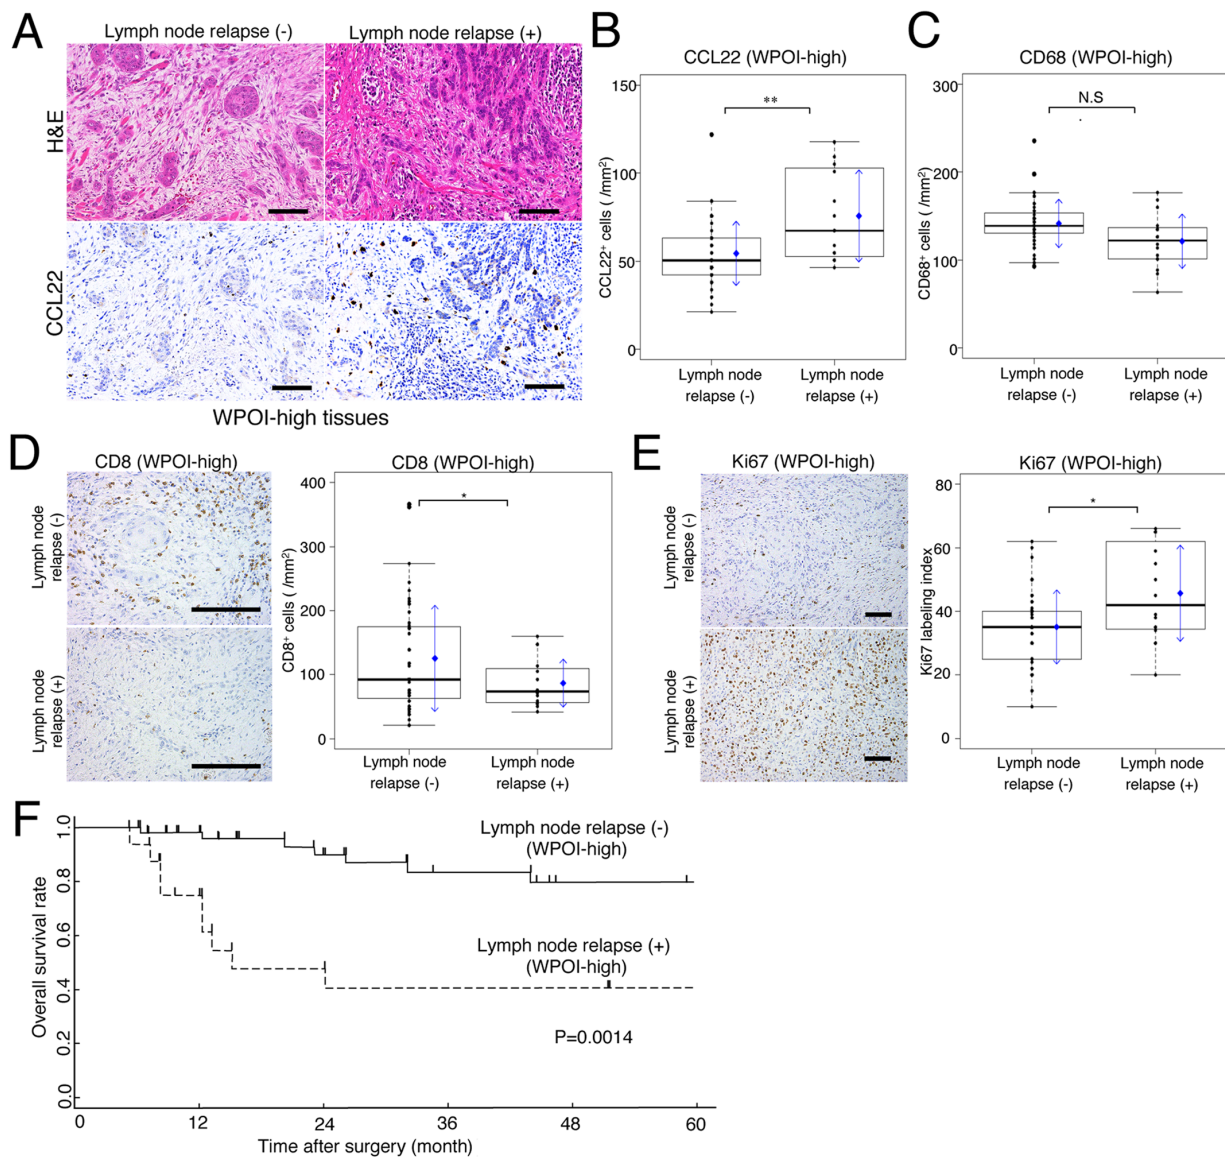 A
Lymph node relapse (-)
Lymph node relapse (+)
H&E
CCL22
WPOI-high tissues
B
CCL22 (WPOI-high)
**
CCL22+ cells ( /mm2)
150
100
50
0
Lymph node
relapse (-)
Lymph node
relapse (+)
C
CD68 (WPOI-high)
N.S
CD68+ cells ( /mm2)
300
200
100
0
Lymph node
relapse (-)
Lymph node
relapse (+)
D
CD8 (WPOI-high)
Lymph node
relapse (-)
Lymph node
relapse (+)
CD8 (WPOI-high)
*
CD8+ cells ( /mm2)
400
300
200
100
0
Lymph node
relapse (-)
Lymph node
relapse (+)
E
Ki67 (WPOI-high)
Lymph node
relapse (-)
Lymph node
relapse (+)
Ki67 (WPOI-high)
*
Ki67 labeling index
80
60
40
20
0
Lymph node
relapse (-)
Lymph node
relapse (+)
F
Overall survival rate
1.0
0.8
0.6
0.4
0.2
0.0
Lymph node relapse (-)
(WPOI-high)
Lymph node relapse (+)
(WPOI-high)
P=0.0014
0 12 24 36 48 60
Time after surgery (month)